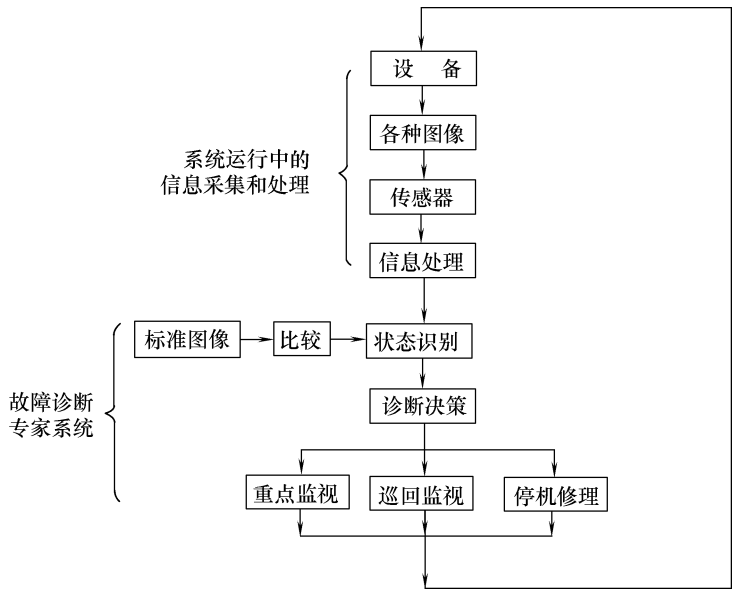 设 备
各种图像
系统运行中的
信息采集和处理
传感器
信息处理
标准图像
比较
状态识别
故障诊断
专家系统
诊断决策
重点监视
巡回监视
停机修理